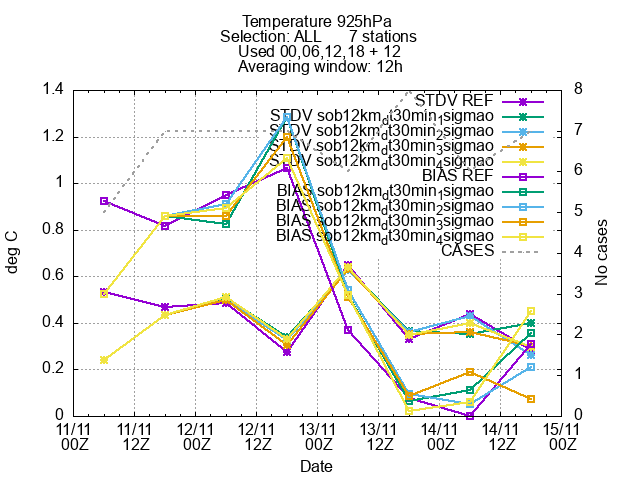 Temperature 925hPa
Selection: ALL 7 stations
Used 00,06,12,18 + 12
Averaging window: 12h
deg C
1.4
1.2
1
0.8
0.6
0.4
0.2
0
8
7
6
5
4
3
2
1
0
No cases
STDV REF
STDV sob12km_dt30min_1sigmao
STDV sob12km_dt30min_2sigmao
STDV sob12km_dt30min_3sigmao
STDV sob12km_dt30min_4sigmao
BIAS REF
BIAS sob12km_dt30min_1sigmao
BIAS sob12km_dt30min_2sigmao
BIAS sob12km_dt30min_3sigmao
BIAS sob12km_dt30min_4sigmao
CASES
11/11 11/11 12/11 12/11 13/11 13/11 14/11 14/11 15/11
00Z 12Z 00Z 12Z 00Z 12Z 00Z 12Z 00Z
Date